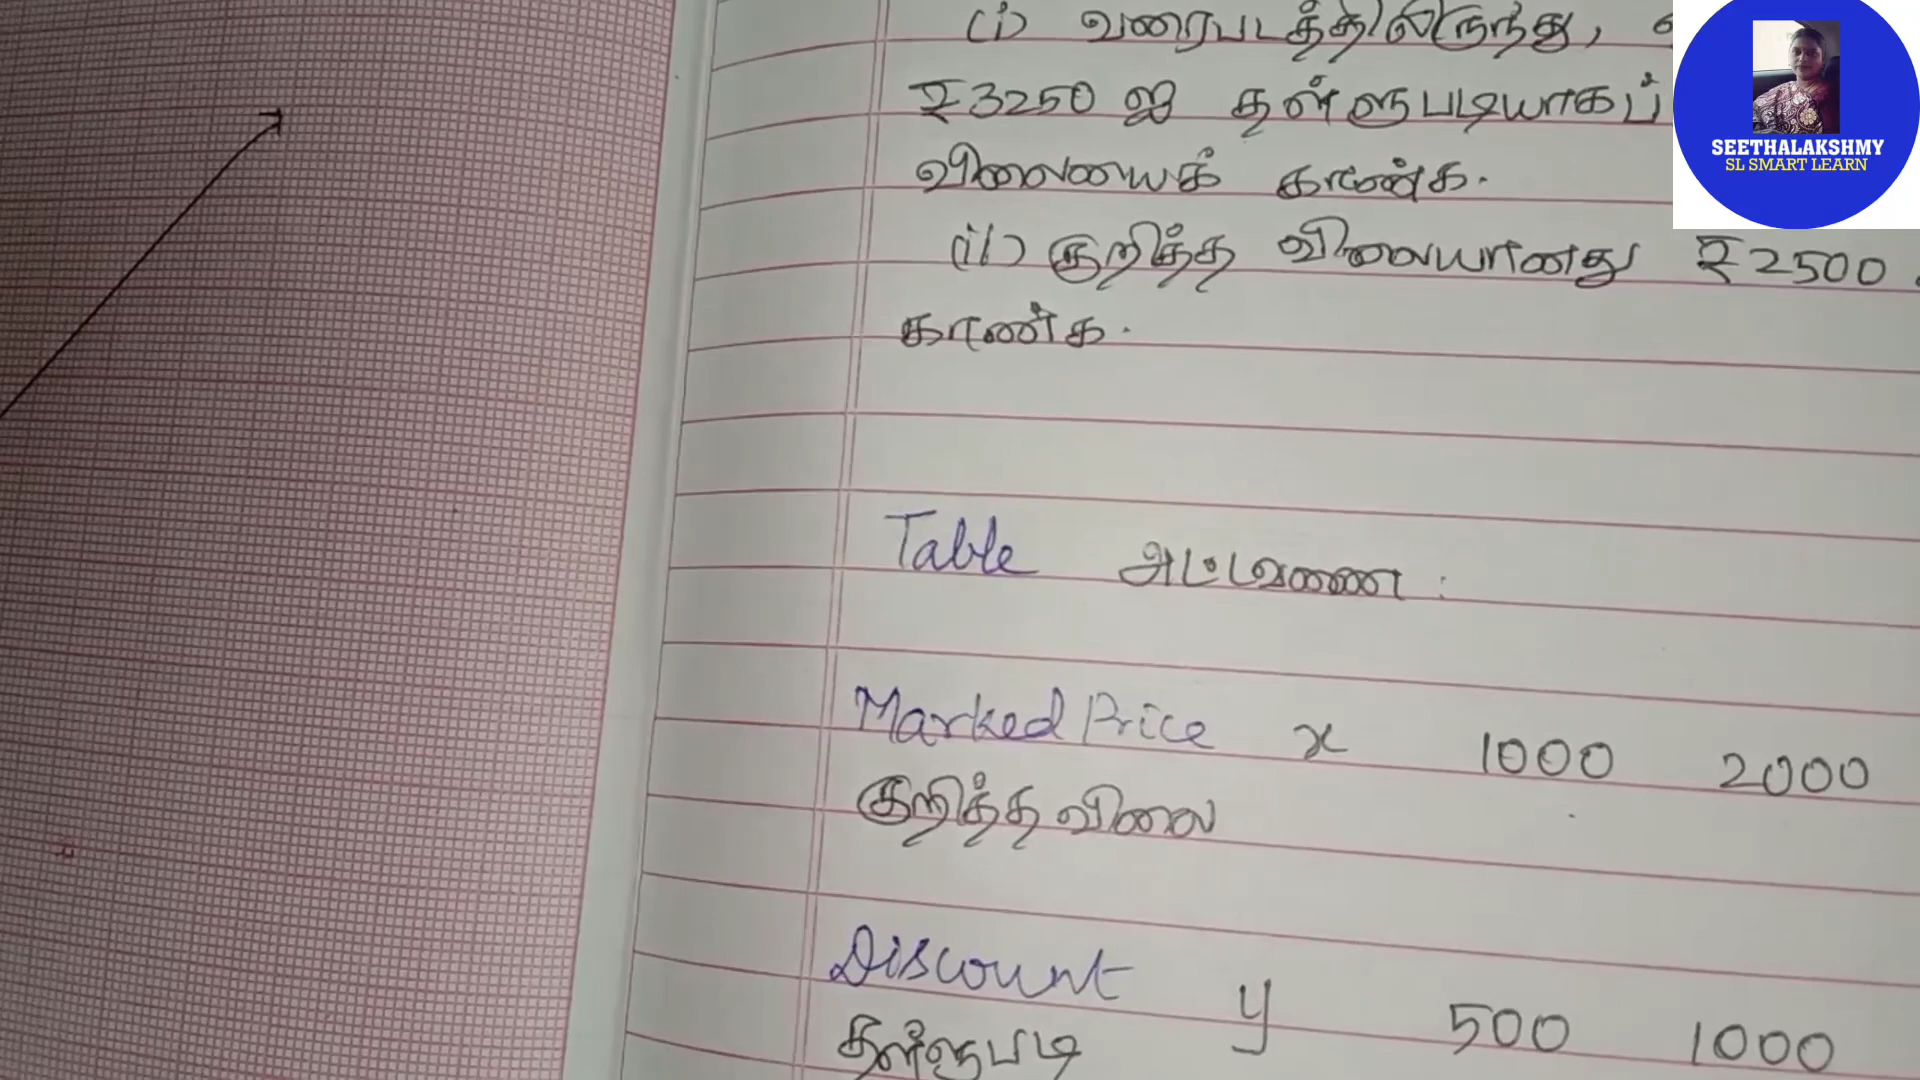 (i) வரைபடத்திலிருந்து,
₹3250 ஐ தள்ளுபடியாகப்
விலையைக் காண்க.
(ii) குறித்த விலையானது ₹2500
காண்க.
Table அட்டவணை:
Marked Price x 1000 2000
குறித்த விலை
Discount y 500 1000
தள்ளுபடி
SEETHALAKSHMY
SL SMART LEARN